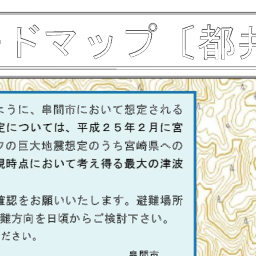 ードマップ〔都井
ように、串間市において想定される
定については、平成２５年２月に宮
フの巨大地震想定のうち宮崎県への
現時点において考え得る最大の津波
確認をお願いいたします。避難場所
難方向を日頃からご検討下さい。
ださい。
串間市